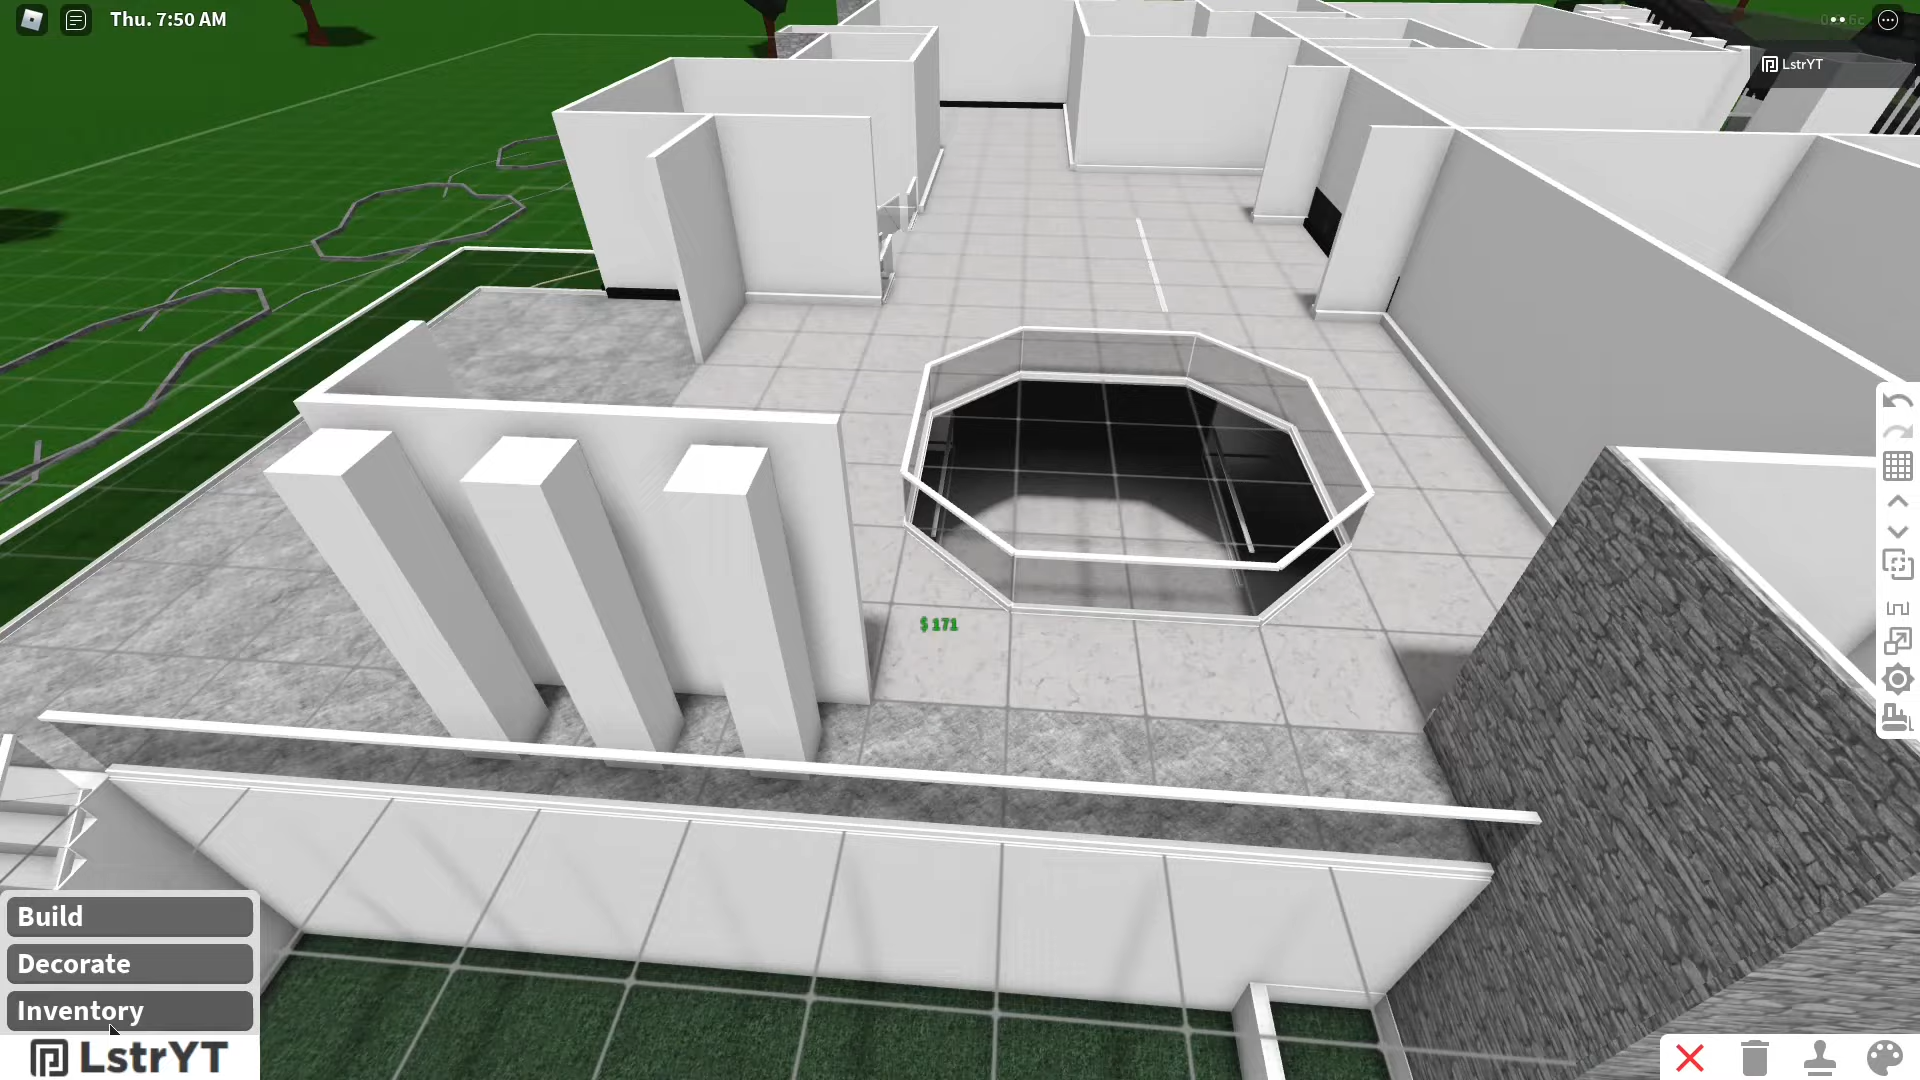 Thu. 7:50 AM
LstrYT
$ 171
Build
Decorate
Inventory
LstrYT